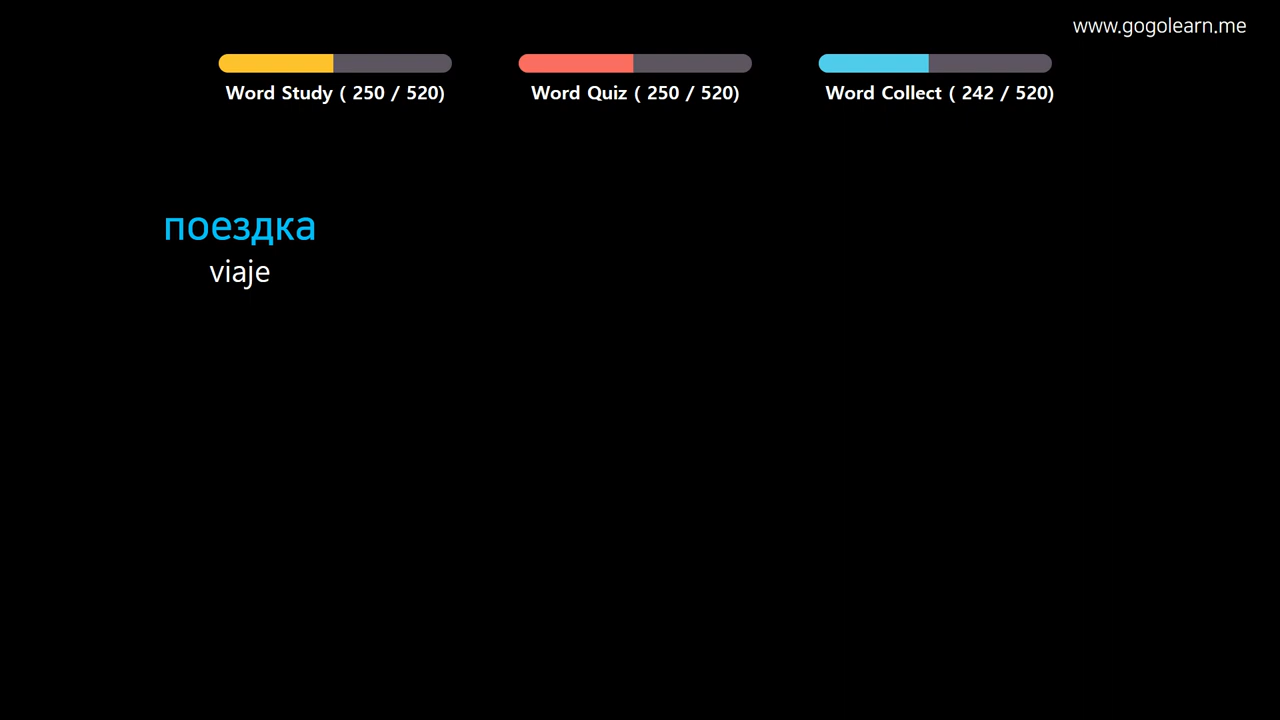 www.gogolearn.me
Word Study ( 250 / 520)
Word Quiz ( 250 / 520)
Word Collect ( 242 / 520)
поездка
viaje